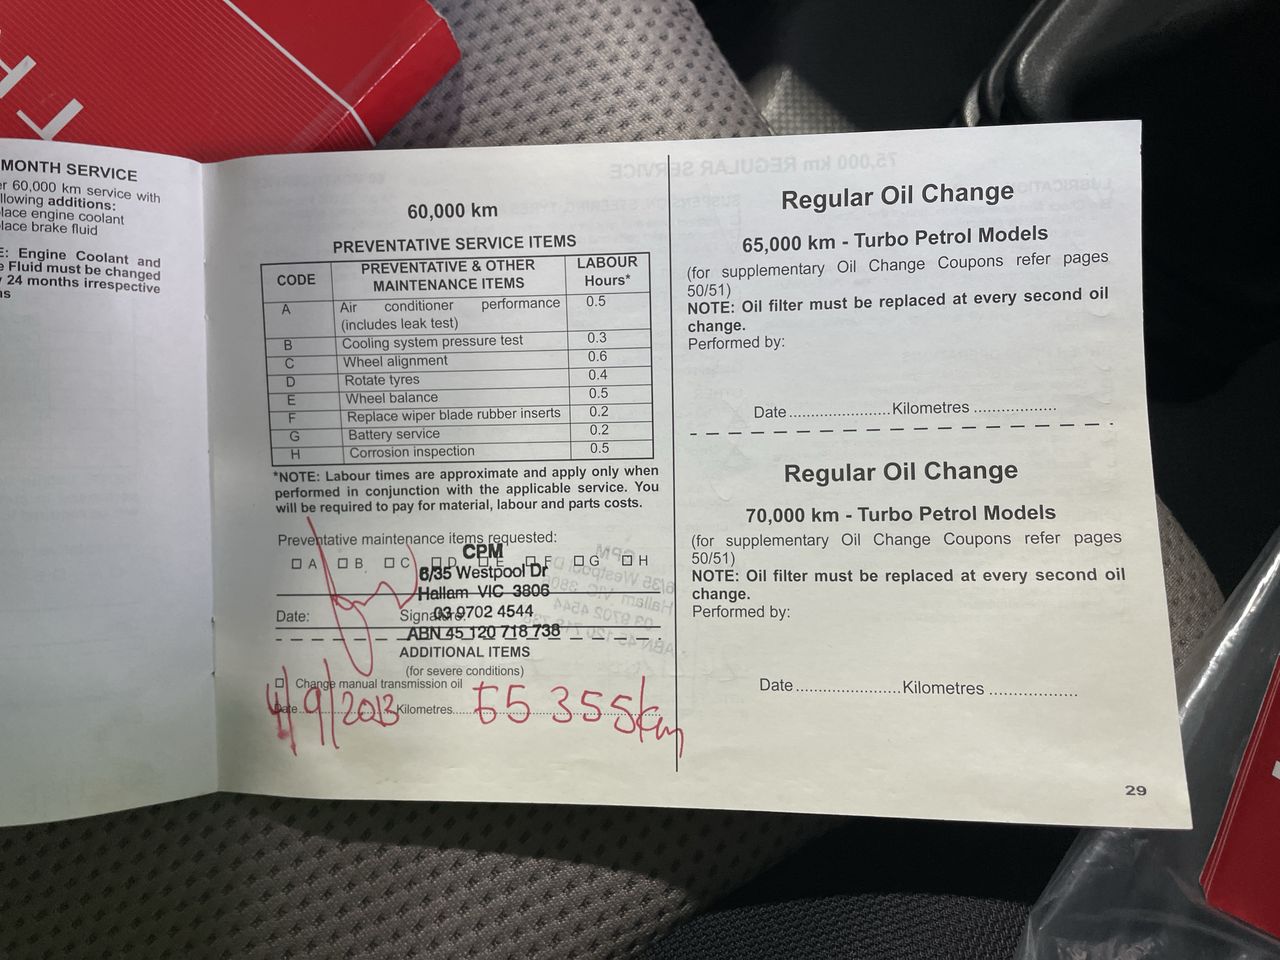 MONTH SERVICE
60,000 km service with
additions:
engine coolant
brake fluid
Engine Coolant and
Fluid must be changed
24 months irrespective
60,000 km
PREVENTATIVE SERVICE ITEMS
CODE PREVENTATIVE & OTHER MAINTENANCE ITEMS LABOUR Hours*
A Air conditioner performance (includes leak test) 0.5
B Cooling system pressure test 0.3
C Wheel alignment 0.6
D Rotate tyres 0.4
E Wheel balance 0.5
F Replace wiper blade rubber inserts 0.2
G Battery service 0.2
H Corrosion inspection 0.5
*NOTE: Labour times are approximate and apply only when
performed in conjunction with the applicable service. You
will be required to pay for material, labour and parts costs.
Preventative maintenance items requested:
CPM
A B C D E F G H
6/35 Westpool Dr
Hallam VIC 3806
Date: Signature:
03 9702 4544
ABN 45 120 718 738
ADDITIONAL ITEMS
(for severe conditions)
Change manual transmission oil
Date Kilometres
4/9/2013 55 355km
Regular Oil Change
65,000 km - Turbo Petrol Models
(for supplementary Oil Change Coupons refer pages
50/51)
NOTE: Oil filter must be replaced at every second oil
change.
Performed by:
Date......................Kilometres ..................
Regular Oil Change
70,000 km - Turbo Petrol Models
(for supplementary Oil Change Coupons refer pages
50/51)
NOTE: Oil filter must be replaced at every second oil
change.
Performed by:
Date.......................Kilometres ....................
29